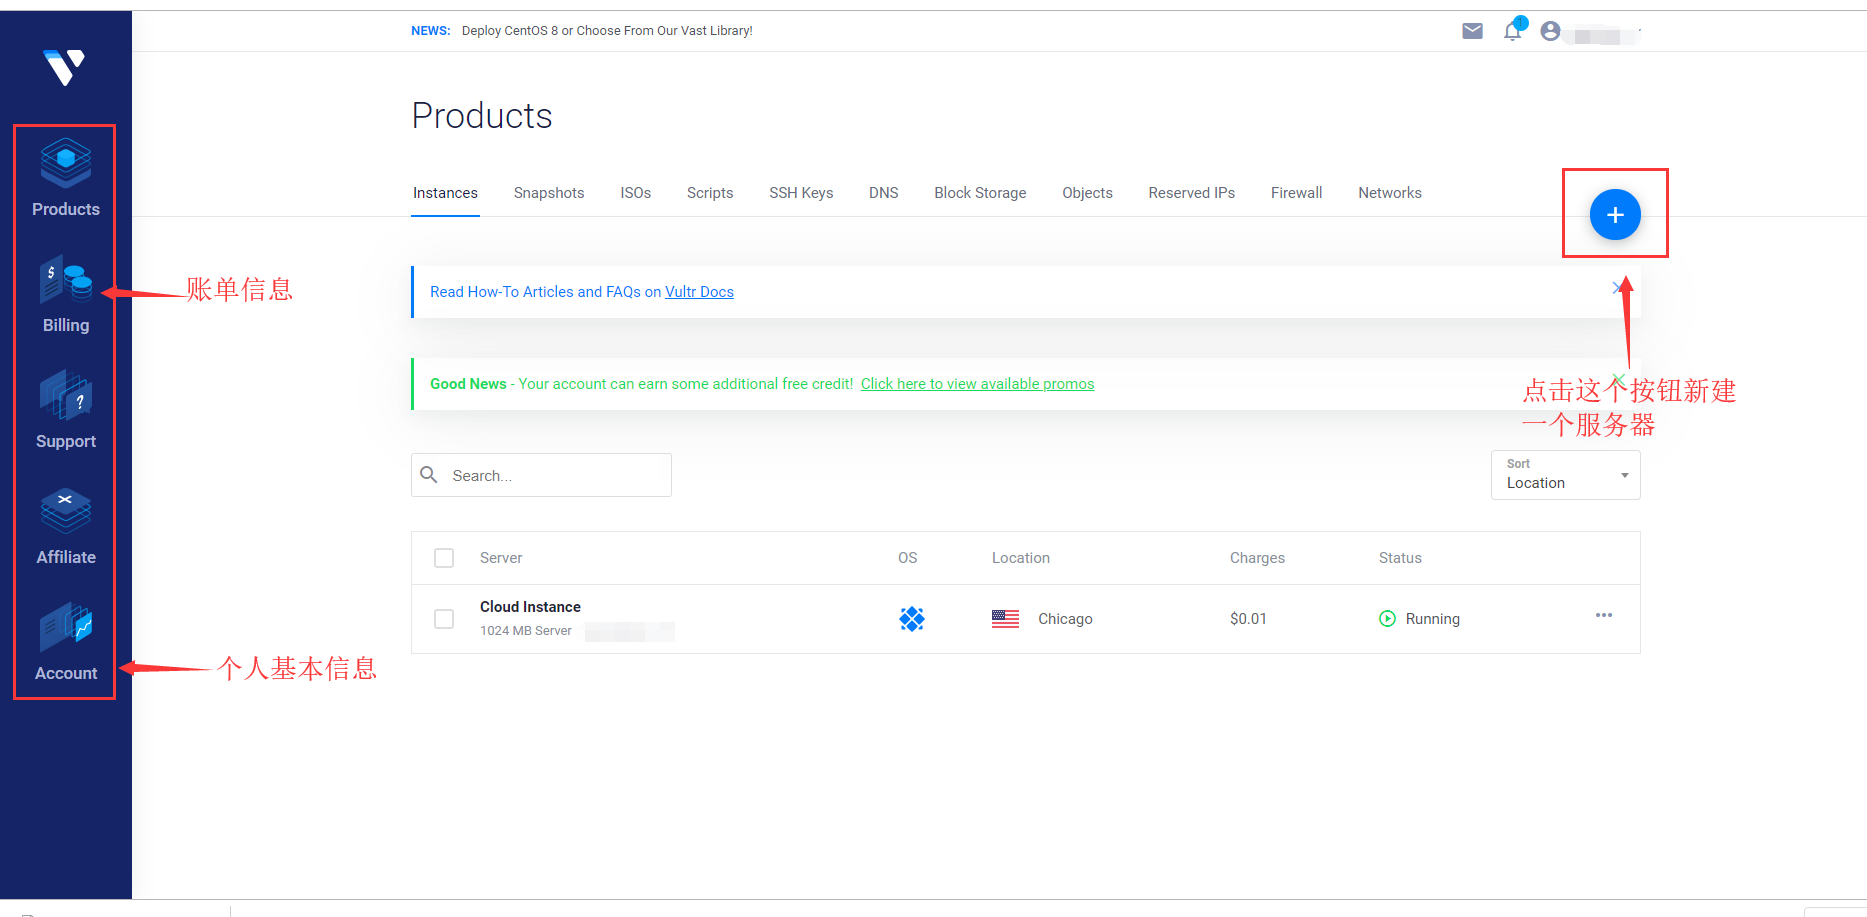 NEWS: Deploy CentOS 8 or Choose From Our Vast Library!
1
Products
Products
Billing
Support
Affiliate
Account
账单信息
个人基本信息
Instances Snapshots ISOs Scripts SSH Keys DNS Block Storage Objects Reserved IPs Firewall Networks
Read How-To Articles and FAQs on Vultr Docs
Good News - Your account can earn some additional free credit! Click here to view available promos
点击这个按钮新建
一个服务器
Search...
Sort
Location
Server OS Location Charges Status
Cloud Instance
1024 MB Server
Chicago $0.01 Running